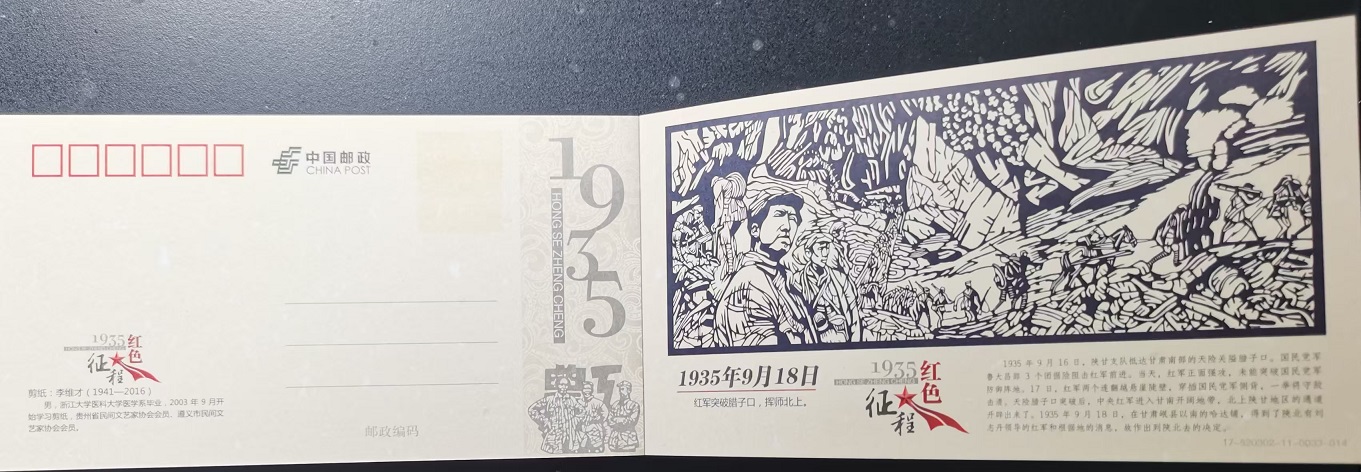 中国邮政
CHINA POST
1935
HONG SE ZHENG CHENG
1935
红色
征程
剪纸：李维才（1941—2016）
男，浙江大学医科大学医学系毕业，2003 年 9 月开
始学习剪纸，贵州省民间文艺家协会会员，遵义市民间文
艺家协会会员。
邮政编码
1935年9月18日
红军突破腊子口，挥师北上。
1935
HONG SE ZHENG CHENG
红色
征程
1935 年 9 月 16 日，陕甘支队抵达甘肃南部的天险关隘腊子口。国民党军
鲁大昌部 1 个团据险阻击红军前进。当天，红军正面强攻，未能突破国民党军
防御阵地。17 日，红军两个连翻越悬崖陡壁，穿插国民党军侧背，一举将守敌
击溃。天险腊子口突破后，中央红军进入甘南开阔地带，北上陕甘地区的通道
开辟出来了。1935 年 9 月 18 日，在甘肃岷县以南的哈达铺，得到了陕北有刘
志丹领导的红军和根据地的消息，故作出到陕北去的决定。